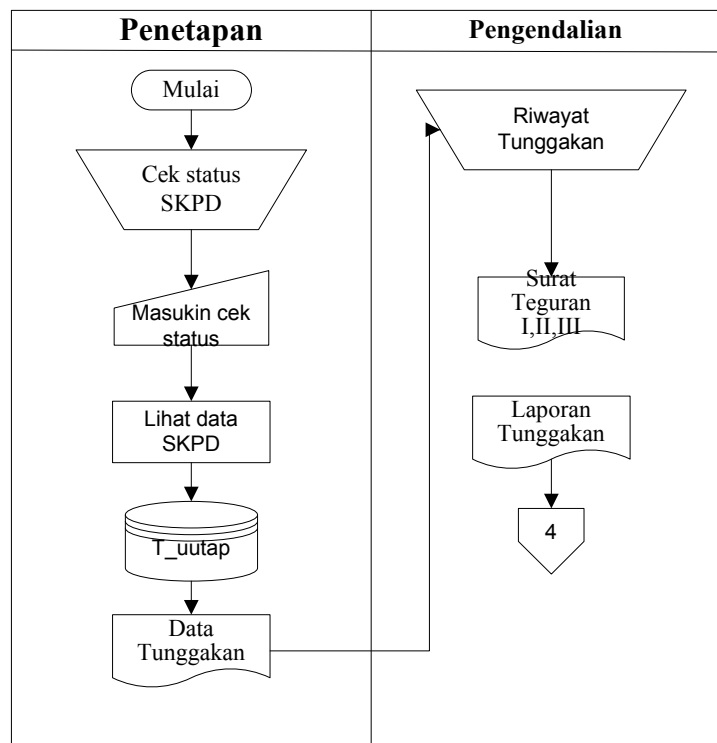 Penetapan
Mulai
Cek status
SKPD
Masukin cek
status
Lihat data
SKPD
T_uutap
Data
Tunggakan
Pengendalian
Riwayat
Tunggakan
Surat
Teguran
I,II,III
Laporan
Tunggakan
4